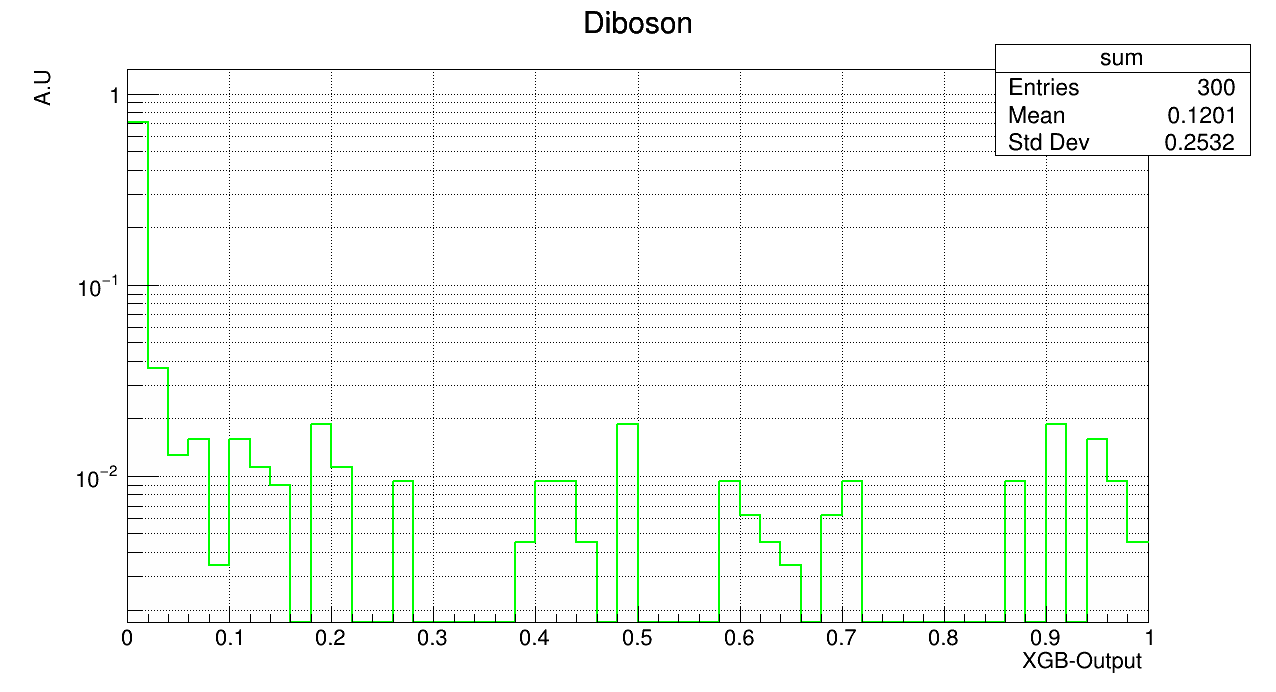 Diboson
A.U
sum
Entries 300
Mean 0.1201
Std Dev 0.2532
1
10⁻¹
10⁻²
0 0.1 0.2 0.3 0.4 0.5 0.6 0.7 0.8 0.9 1
XGB-Output